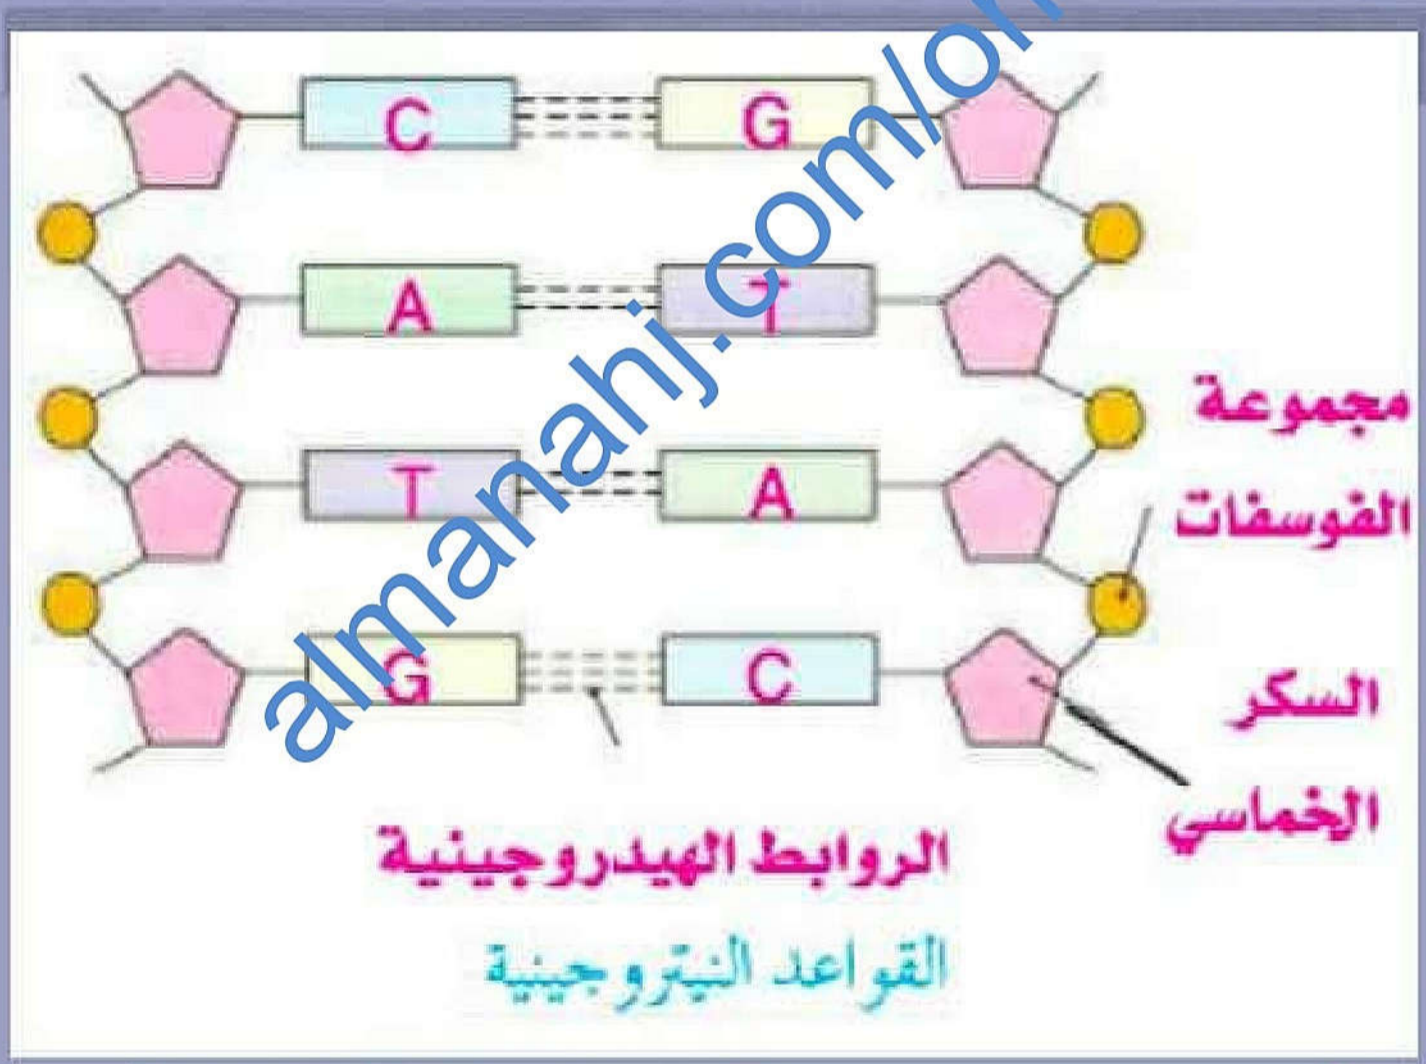 C G
A T
T A
G C
مجموعة
الفوسفات
السكر
الخماسي
الروابط الهيدروجينية
القواعد النيتروجينية
almanahj.com/om